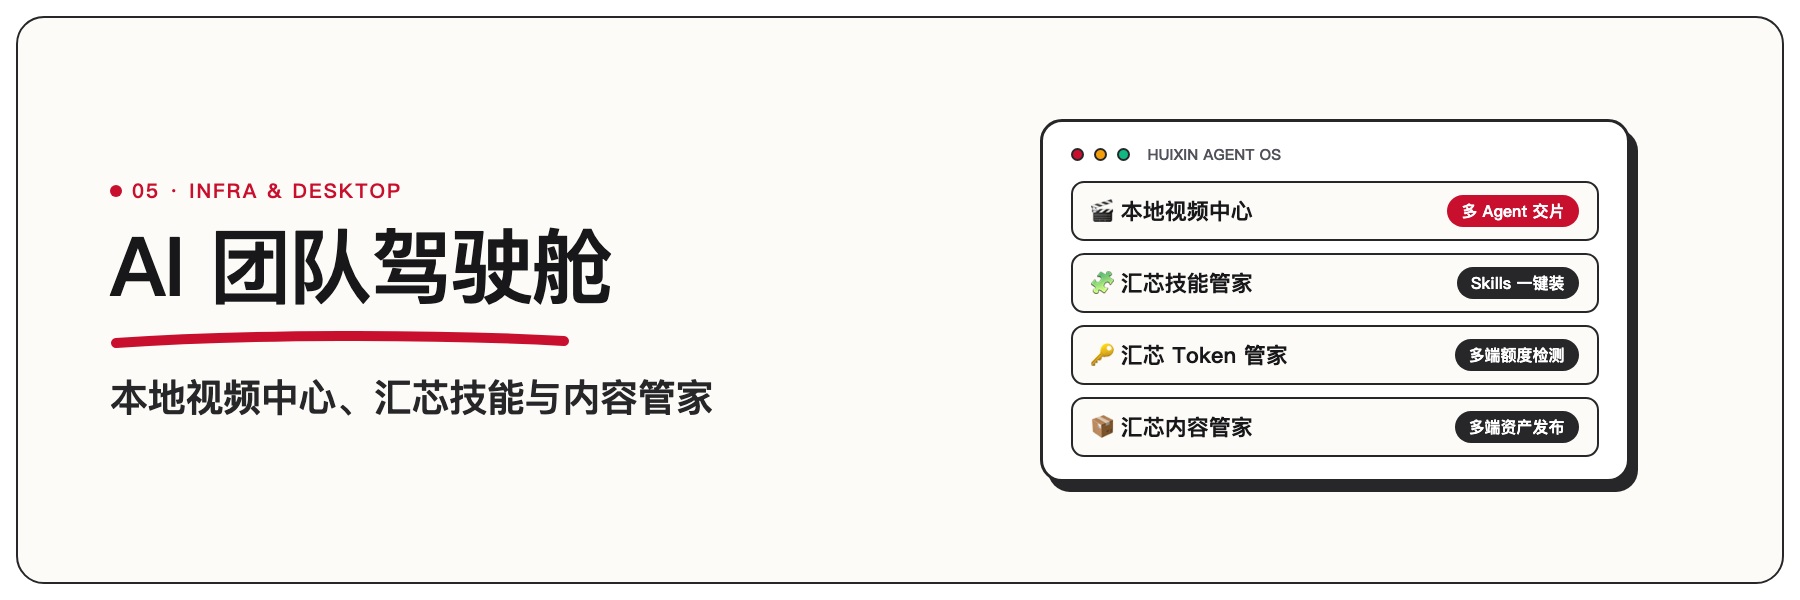 05 · INFRA & DESKTOP
AI 团队驾驶舱
本地视频中心、汇芯技能与内容管家
HUIXIN AGENT OS
本地视频中心
多 Agent 交片
汇芯技能管家
Skills 一键装
汇芯 Token 管家
多端额度检测
汇芯内容管家
多端资产发布